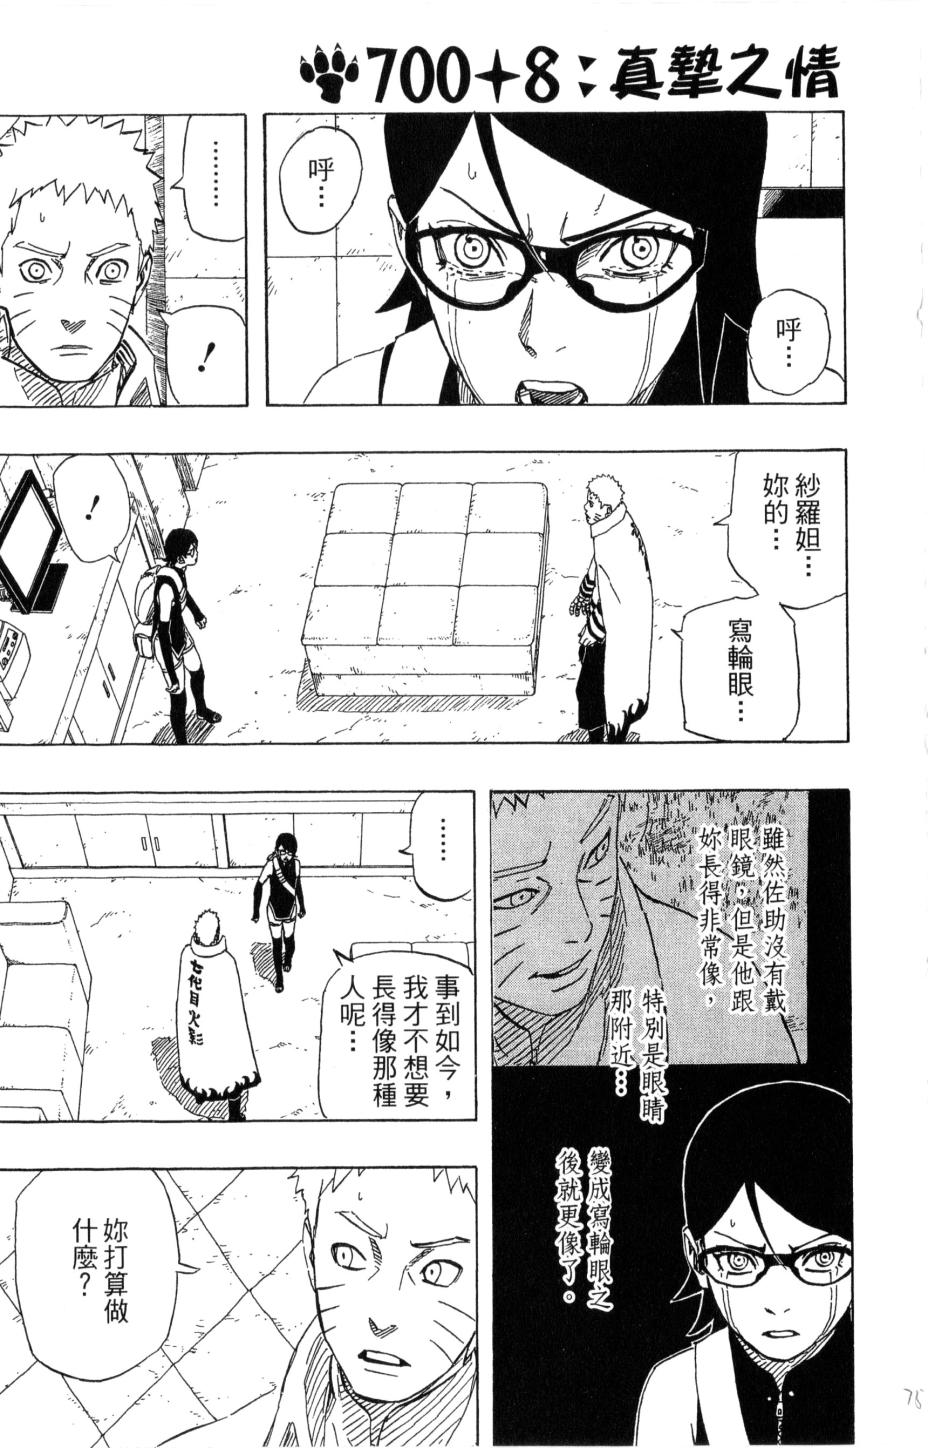 700+8:真摯之情
呼…
呼…
………
!
紗羅妲…
妳的…
寫輪眼…
!
雖然佐助沒有戴
眼鏡，但是他跟
妳長得非常像，
特別是眼睛
那附近…
變成寫輪眼之
後就更像了。
……
七代目火影
事到如今，
我才不想要
長得像那種
人呢…
妳打算做
什麼?
75